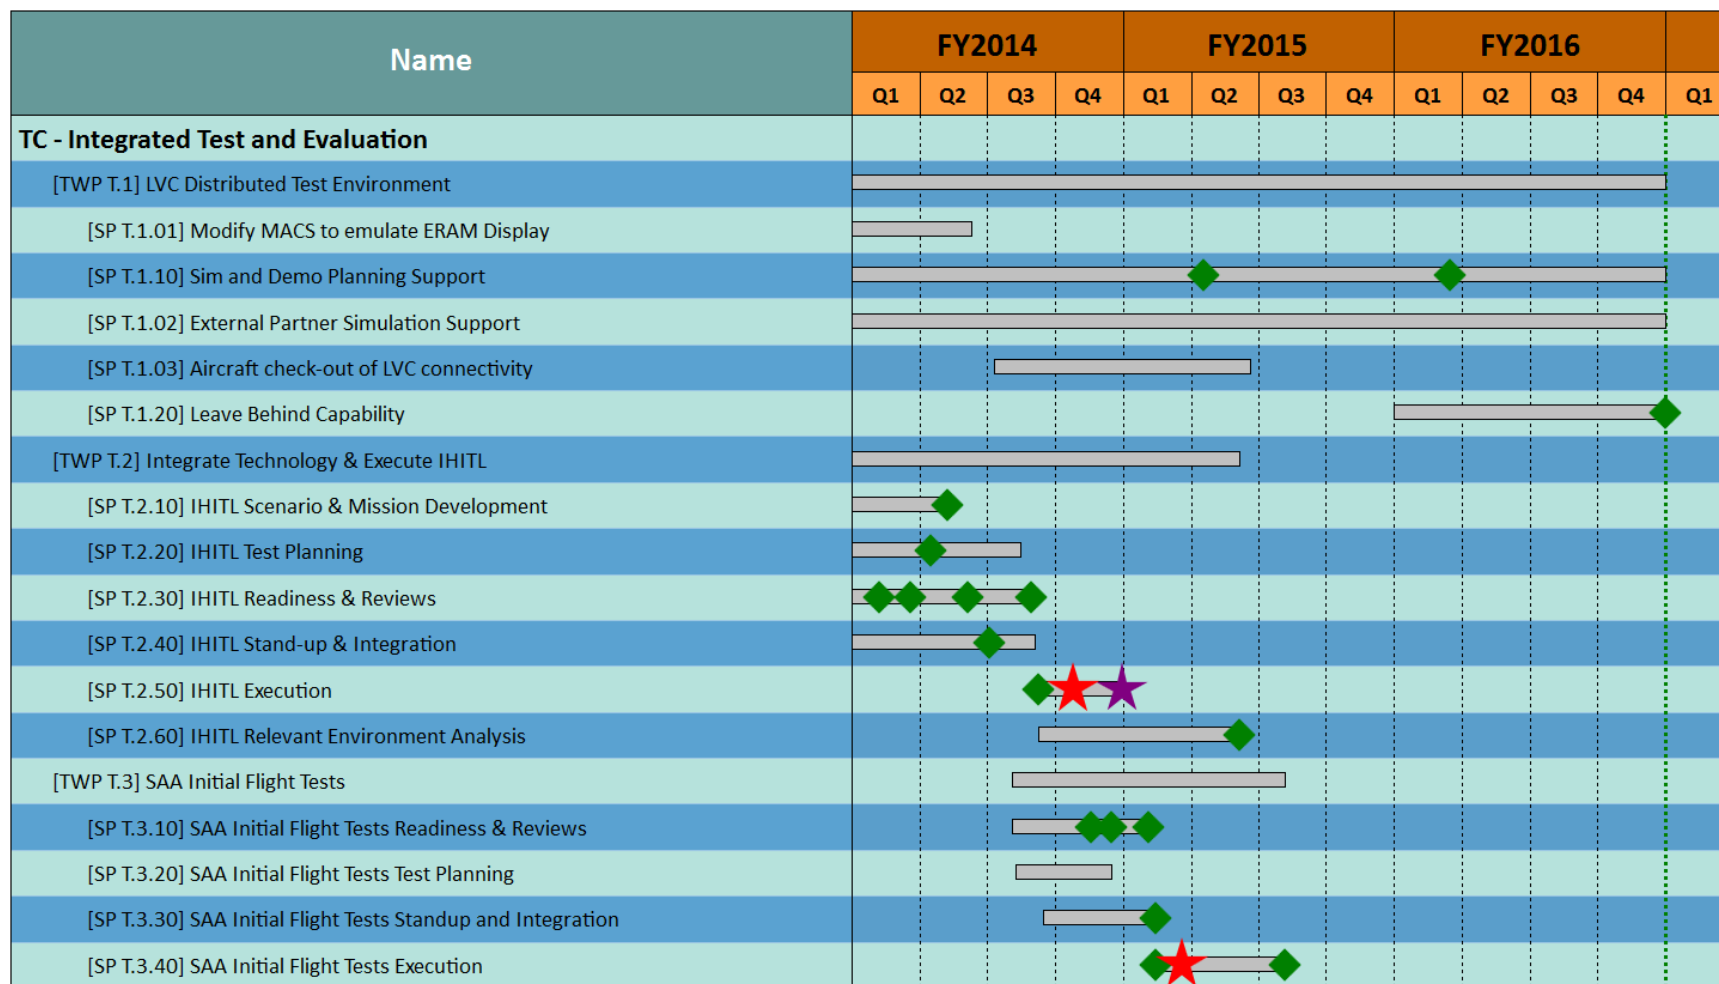 Name
FY2014 FY2015 FY2016
Q1 Q2 Q3 Q4 Q1 Q2 Q3 Q4 Q1 Q2 Q3 Q4 Q1
TC - Integrated Test and Evaluation
[TWP T.1] LVC Distributed Test Environment
[SP T.1.01] Modify MACS to emulate ERAM Display
[SP T.1.10] Sim and Demo Planning Support
[SP T.1.02] External Partner Simulation Support
[SP T.1.03] Aircraft check-out of LVC connectivity
[SP T.1.20] Leave Behind Capability
[TWP T.2] Integrate Technology & Execute IHITL
[SP T.2.10] IHITL Scenario & Mission Development
[SP T.2.20] IHITL Test Planning
[SP T.2.30] IHITL Readiness & Reviews
[SP T.2.40] IHITL Stand-up & Integration
[SP T.2.50] IHITL Execution
[SP T.2.60] IHITL Relevant Environment Analysis
[TWP T.3] SAA Initial Flight Tests
[SP T.3.10] SAA Initial Flight Tests Readiness & Reviews
[SP T.3.20] SAA Initial Flight Tests Test Planning
[SP T.3.30] SAA Initial Flight Tests Standup and Integration
[SP T.3.40] SAA Initial Flight Tests Execution